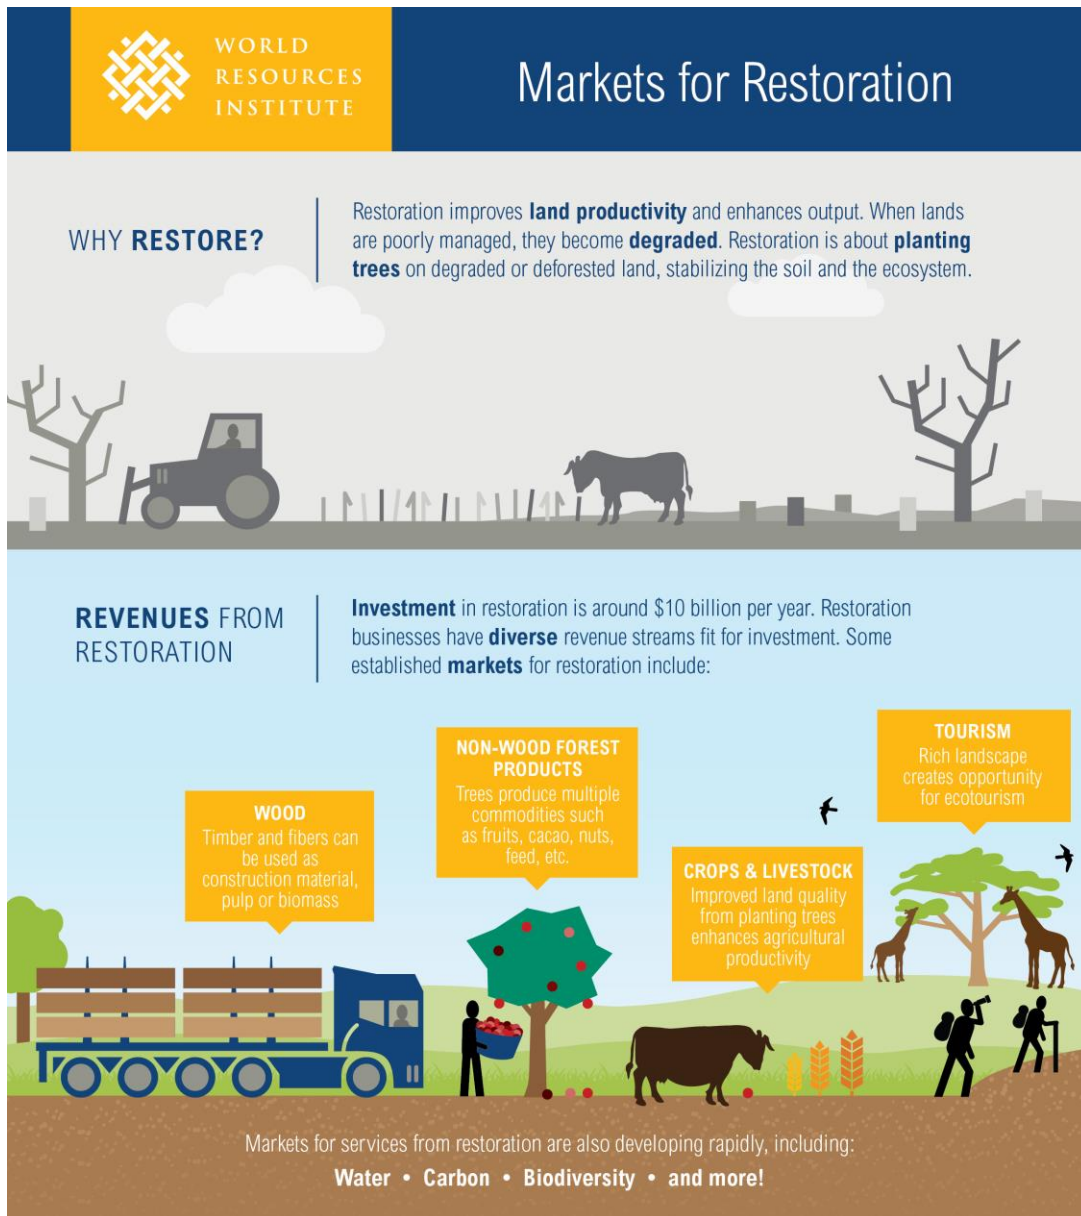 WORLD
RESOURCES
INSTITUTE
Markets for Restoration
WHY RESTORE?
Restoration improves land productivity and enhances output. When lands
are poorly managed, they become degraded. Restoration is about planting
trees on degraded or deforested land, stabilizing the soil and the ecosystem.
REVENUES FROM
RESTORATION
Investment in restoration is around $10 billion per year. Restoration
businesses have diverse revenue streams fit for investment. Some
established markets for restoration include:
WOOD
Timber and fibers can
be used as
construction material,
pulp or biomass
NON-WOOD FOREST
PRODUCTS
Trees produce multiple
commodities such
as fruits, cacao, nuts,
feed, etc.
CROPS & LIVESTOCK
Improved land quality
from planting trees
enhances agricultural
productivity
TOURISM
Rich landscape
creates opportunity
for ecotourism
Markets for services from restoration are also developing rapidly, including:
Water • Carbon • Biodiversity • and more!